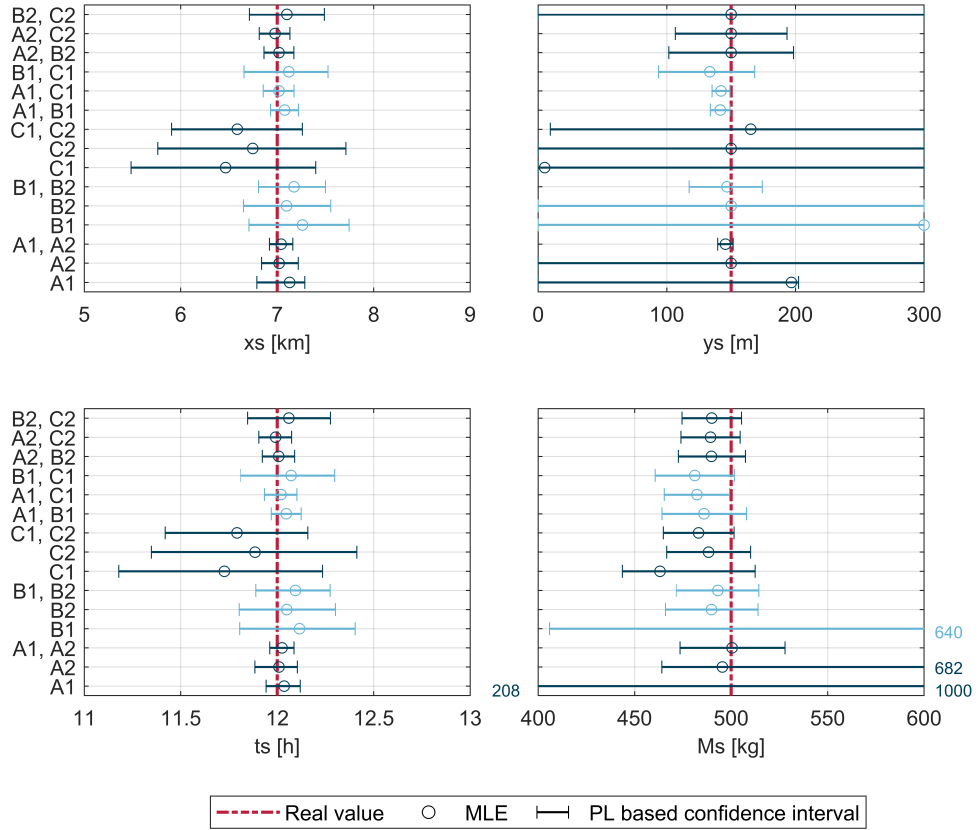 B2, C2
A2, C2
A2, B2
B1, C1
A1, C1
A1, B1
C1, C2
C2
C1
B1, B2
B2
B1
A1, A2
A2
A1
5 6 7 8 9
xs [km]
0 100 200 300
ys [m]
B2, C2
A2, C2
A2, B2
B1, C1
A1, C1
A1, B1
C1, C2
C2
C1
B1, B2
B2
B1
A1, A2
A2
A1
11 11.5 12 12.5 13
ts [h]
640
682
208 1000
400 450 500 550 600
Ms [kg]
Real value MLE PL based confidence interval